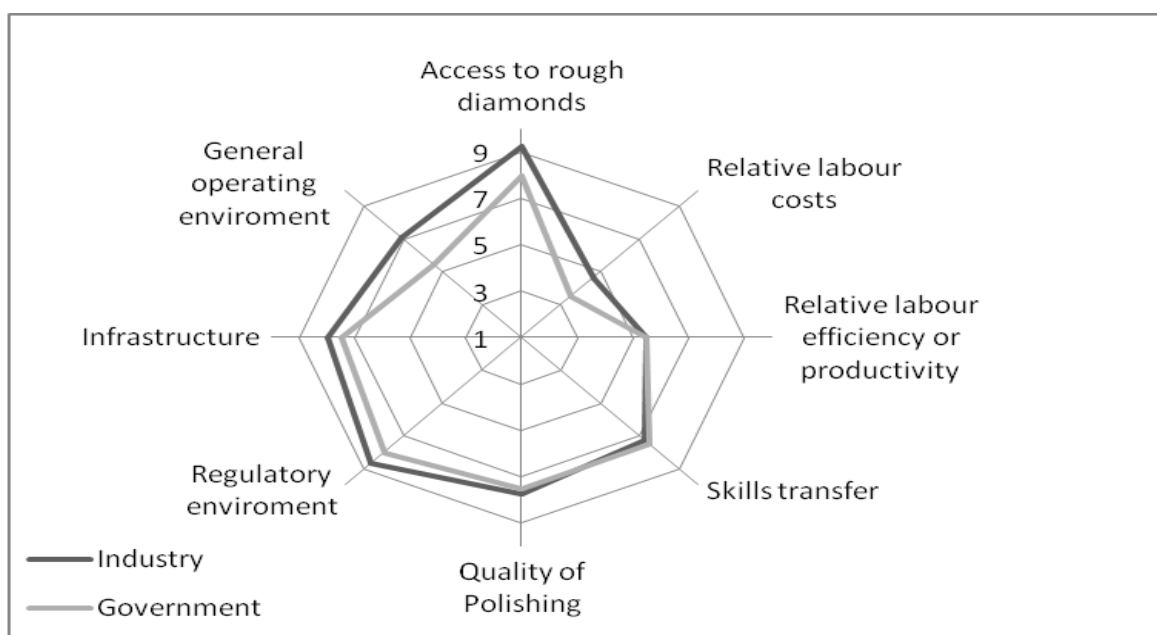 Access to rough
diamonds
General
operating
enviroment
Relative labour
costs
9
7
5
3
1
Infrastructure
Relative labour
efficiency or
productivity
Regulatory
enviroment
Skills transfer
Quality of
Polishing
Industry
Government